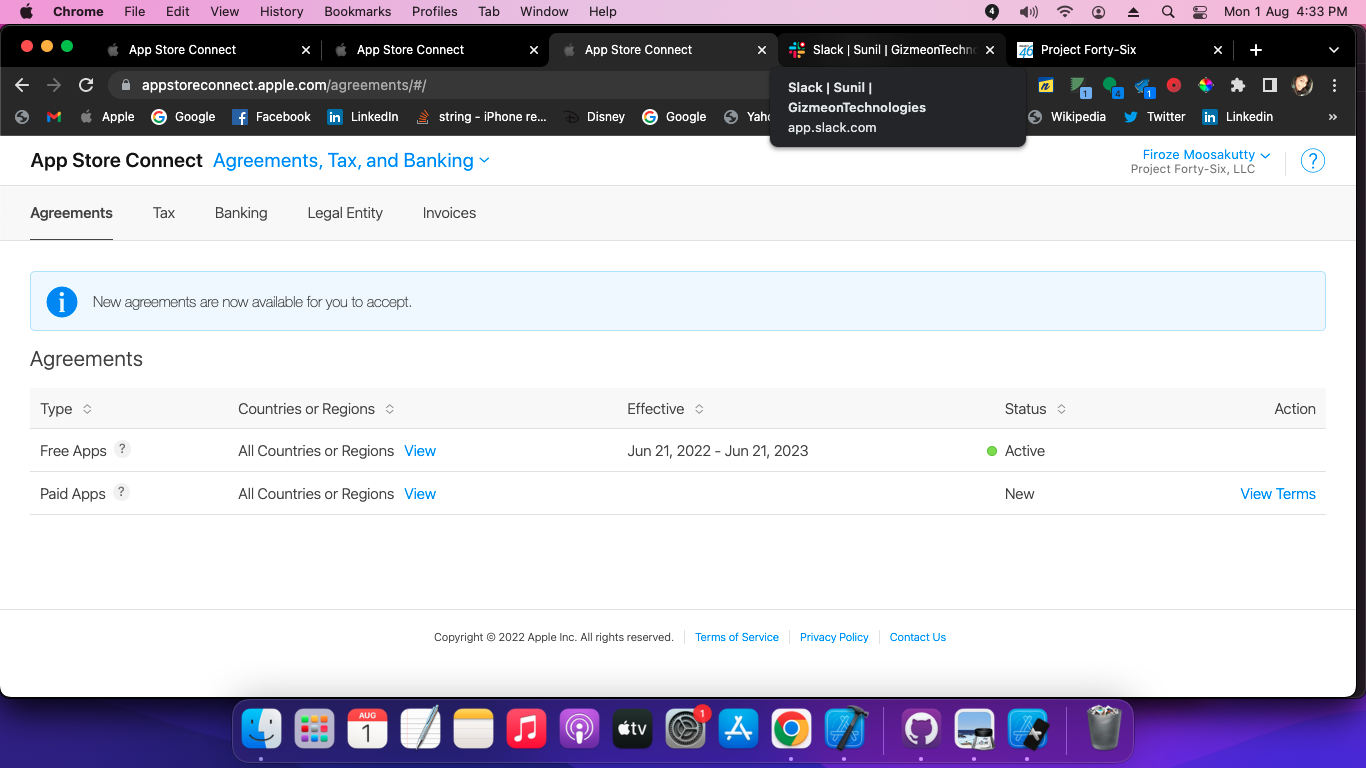 Chrome File Edit View History Bookmarks Profiles Tab Window Help 4 Mon 1 Aug 4:33 PM
App Store Connect App Store Connect App Store Connect Slack | Sunil | GizmeonTechn 46 Project Forty-Six
appstoreconnect.apple.com/agreements/#/ 1 4 1
Apple Google Facebook LinkedIn string - iPhone re... Disney Google Yaho Wikipedia Twitter Linkedin »
Slack | Sunil |
GizmeonTechnologies
app.slack.com
App Store Connect Agreements, Tax, and Banking
Firoze Moosakutty
Project Forty-Six, LLC
?
Agreements Tax Banking Legal Entity Invoices
New agreements are now available for you to accept.
Agreements
Type Countries or Regions Effective Status Action
Free Apps ? All Countries or Regions View Jun 21, 2022 - Jun 21, 2023 Active
Paid Apps ? All Countries or Regions View New View Terms
Copyright © 2022 Apple Inc. All rights reserved. Terms of Service Privacy Policy Contact Us
AUG
1
tv
1